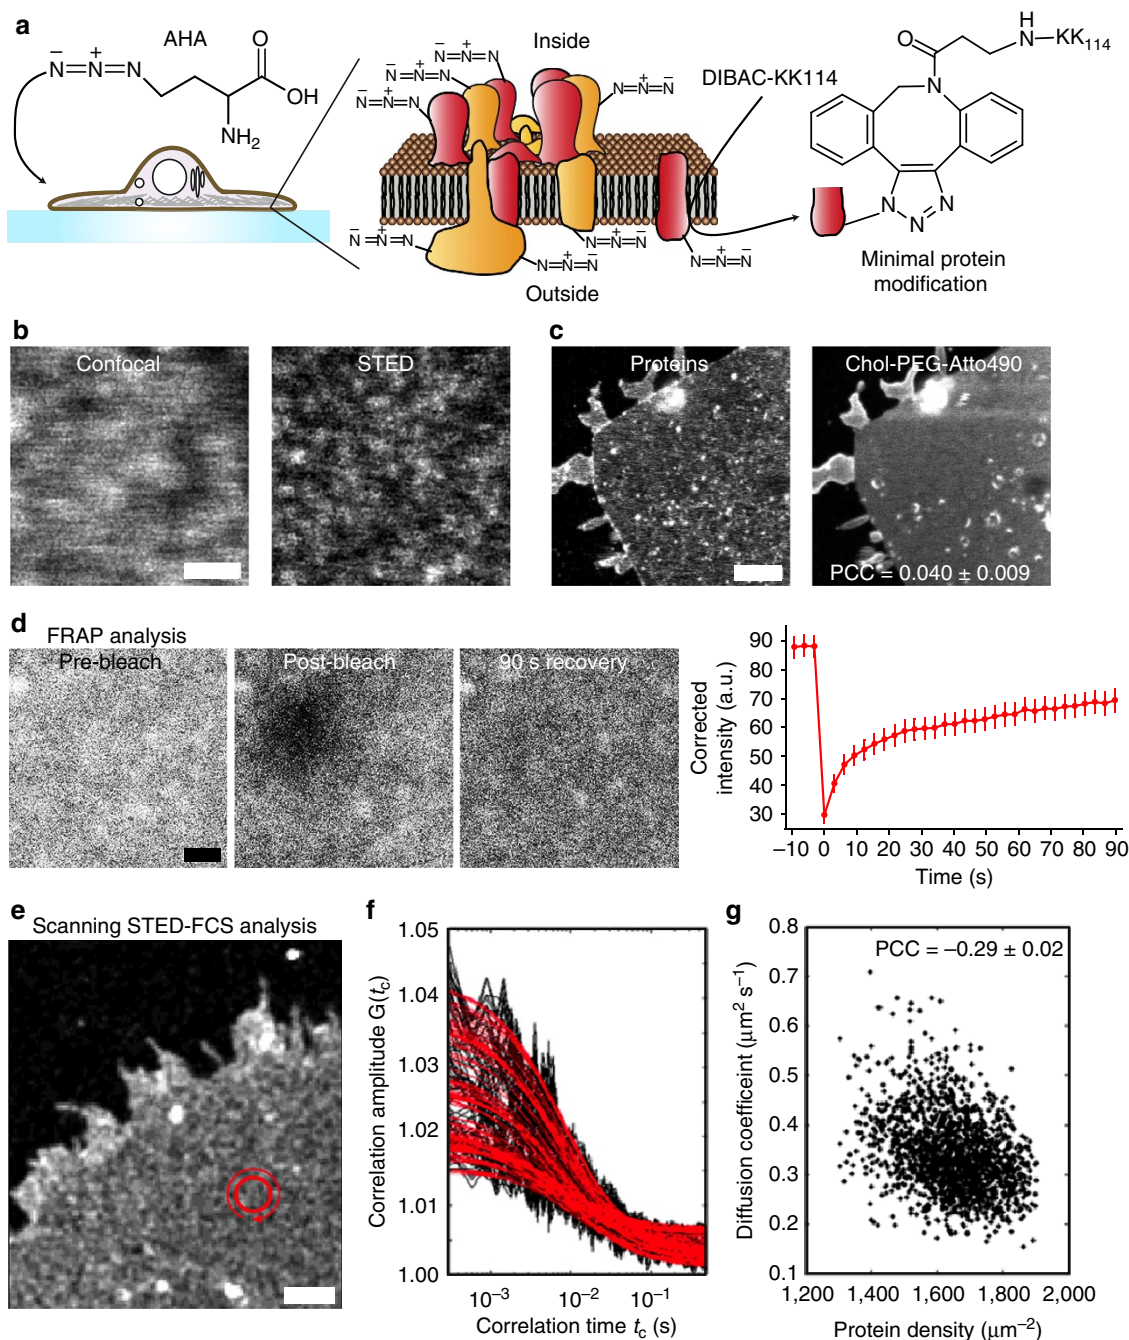 a
AHA
N=N=N
− +
O
OH
NH2
Inside
N=N=N
− +
N=N=N
− +
N=N=N
− +
N=N=N
+ −
DIBAC-KK114
N=N=N
− +
N=N=N
+ −
N=N=N
+ −
N=N=N
+ −
Outside
H
O
N
KK114
N
N
N
N
Minimal protein
modification
b
Confocal
STED
c
Proteins
Chol-PEG-Atto490
PCC = 0.040 ± 0.009
d
FRAP analysis
Pre-bleach
Post-bleach
90 s recovery
Corrected
intensity (a.u.)
90
80
70
60
50
40
30
−10 0 10 20 30 40 50 60 70 80 90
Time (s)
e
Scanning STED-FCS analysis
f
Correlation amplitude G(tc)
1.05
1.04
1.03
1.02
1.01
1.00
10−3 10−2 10−1
Correlation time tc (s)
g
PCC = −0.29 ± 0.02
Diffusion coefficeint (μm2 s−1)
0.8
0.7
0.6
0.5
0.4
0.3
0.2
0.1
1,200 1,400 1,600 1,800 2,000
Protein density (μm−2)